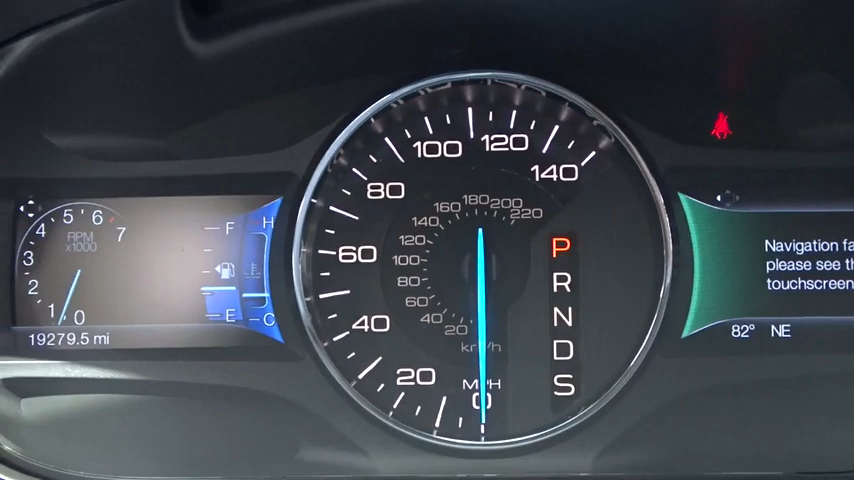 7
6
5
4
3
2
1
0
RPM
x1000
19279.5 mi
F
E
H
C
140
120
100
80
60
40
20
0
MPH
220
200
180
160
140
120
100
80
60
40
20
km/h
P
R
N
D
S
Navigation fa
please see th
touchscreen
82° NE